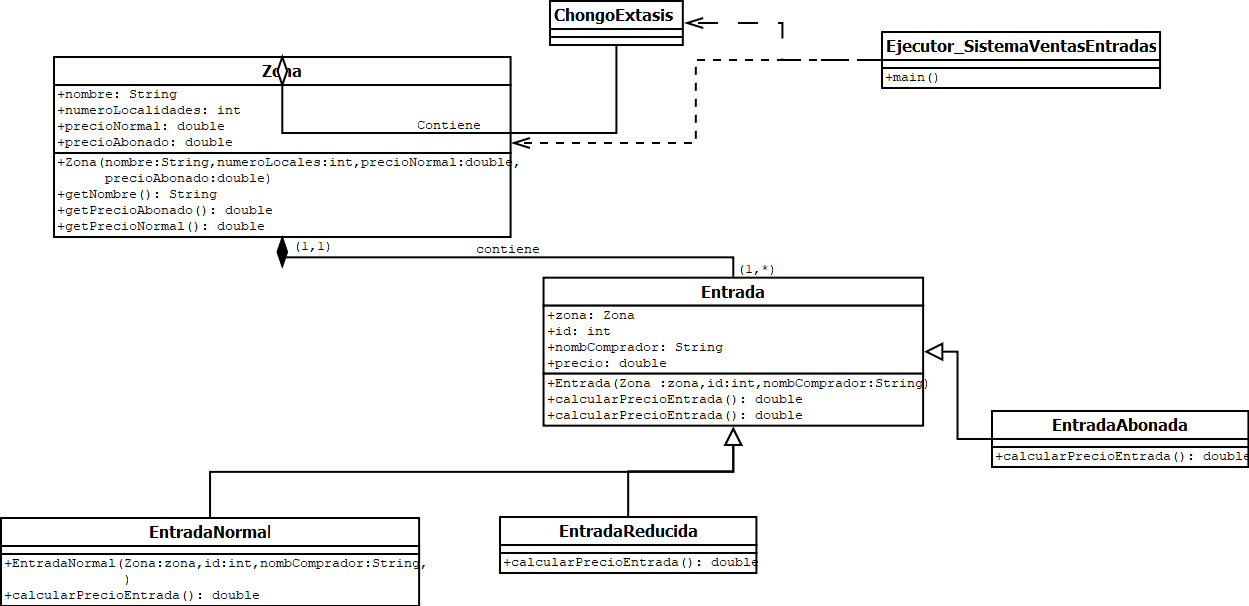 ChongoExtasis
Ejecutor_SistemaVentasEntradas
+main()
Zona
+nombre: String
+numeroLocalidades: int
+precioNormal: double
+precioAbonado: double
Contiene
+Zona(nombre:String,numeroLocales:int,precioNormal:double,
precioAbonado:double)
+getNombre(): String
+getPrecioAbonado(): double
+getPrecioNormal(): double
(1,1)
contiene
(1,*)
Entrada
+zona: Zona
+id: int
+nombComprador: String
+precio: double
+Entrada(Zona :zona,id:int,nombComprador:String)
+calcularPrecioEntrada(): double
+calcularPrecioEntrada(): double
EntradaAbonada
+calcularPrecioEntrada(): double
EntradaNormal
+EntradaNormal(Zona:zona,id:int,nombComprador:String,
)
+calcularPrecioEntrada(): double
EntradaReducida
+calcularPrecioEntrada(): double